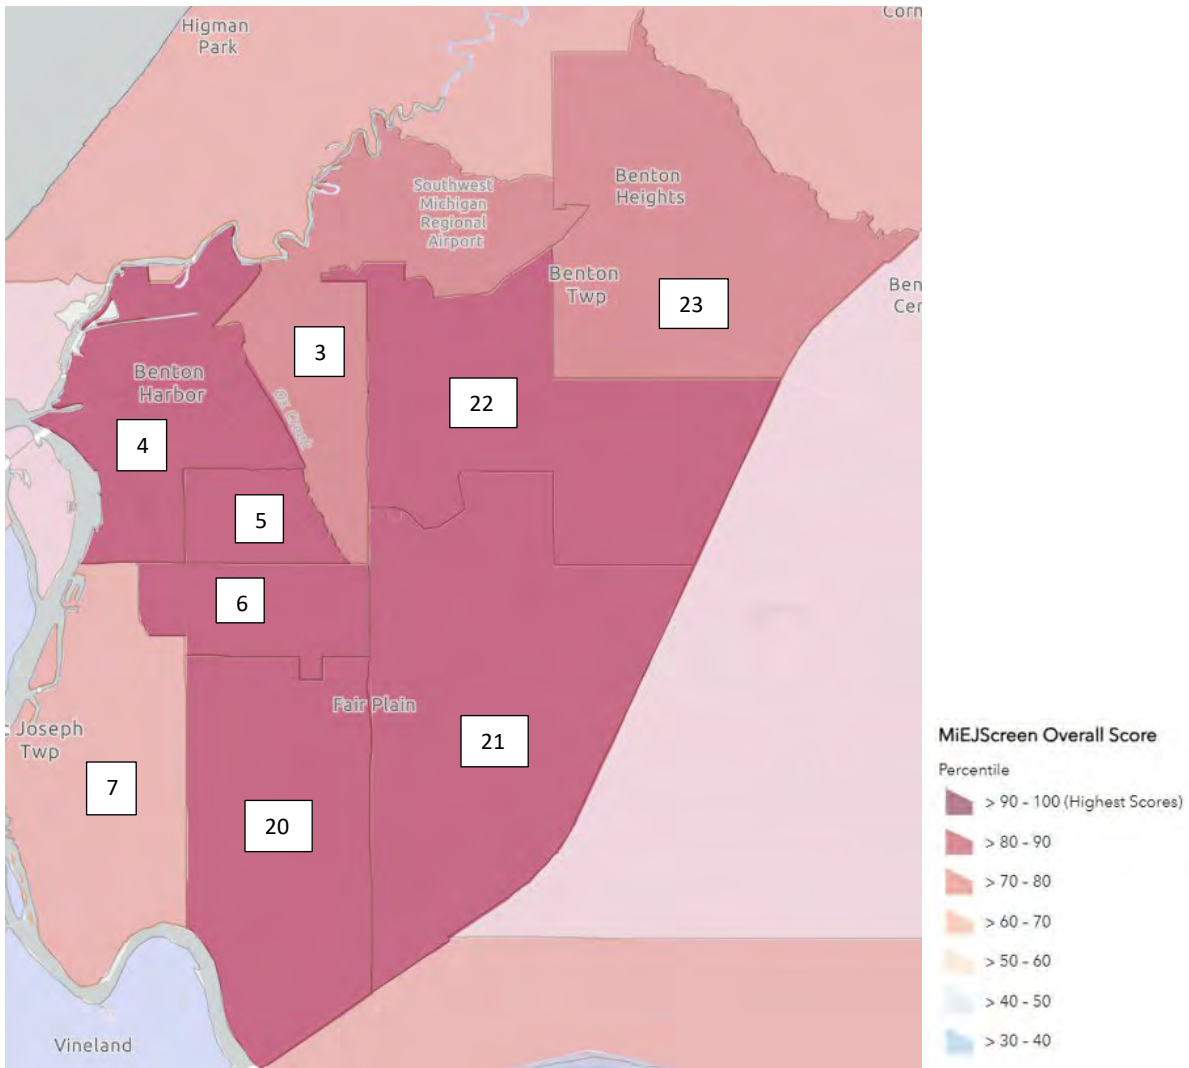 Higman
Park
Corn
Southwest
Michigan
Regional
Airport
Benton
Heights
Benton
Twp
Ben
Cer
23
3
Benton
Harbor
Ox Creek
22
4
5
6
Fair Plain
21
Joseph
Twp
7
20
Vineland
MiEJScreen Overall Score
Percentile
> 90 - 100 (Highest Scores)
> 80 - 90
> 70 - 80
> 60 - 70
> 50 - 60
> 40 - 50
> 30 - 40